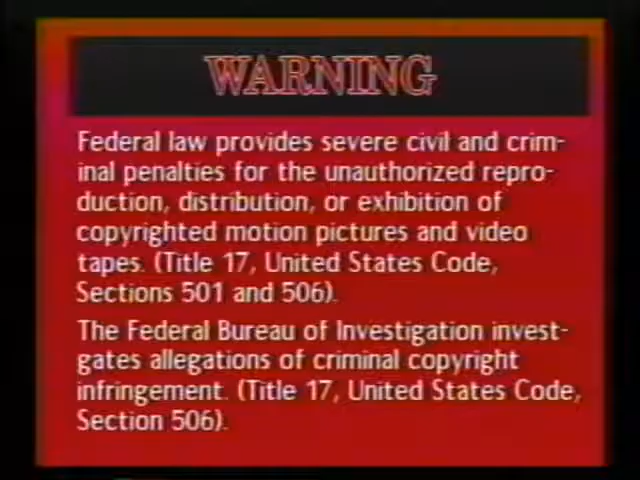 WARNING
Federal law provides severe civil and crim-
inal penalties for the unauthorized repro-
duction, distribution, or exhibition of
copyrighted motion pictures and video
tapes. (Title 17, United States Code,
Sections 501 and 506).
The Federal Bureau of Investigation invest-
gates allegations of criminal copyright
infringement. (Title 17, United States Code,
Section 506).